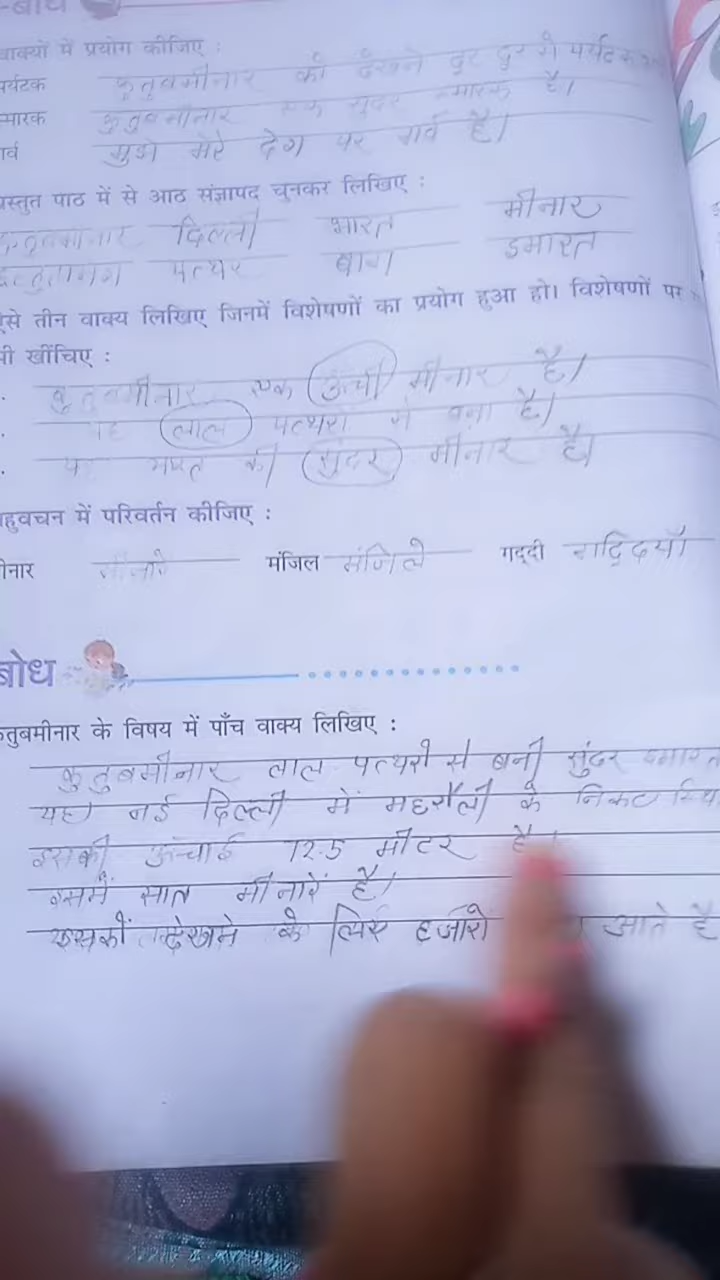 बोध
वाक्यों में प्रयोग कीजिए :
पर्यटक कुतुबमीनार को देखने दूर दूर से पर्यटक
स्मारक कुतुबमीनार एक सुंदर स्मारक है।
गर्व मुझे मेरे देश पर गर्व है।
प्रस्तुत पाठ में से आठ संज्ञापद चुनकर लिखिए :
कुतुबमीनार दिल्ली भारत मीनार
पत्थर बाग इमारत
ऐसे तीन वाक्य लिखिए जिनमें विशेषणों का प्रयोग हुआ हो। विशेषणों पर
भी खींचिए :
कुतुबमीनार एक ऊँची मीनार है।
यह लाल पत्थरों से बना है।
यह भारत की सुंदर मीनार है।
बहुवचन में परिवर्तन कीजिए :
मीनार मीनारें मंजिल मंजिले गद्दी गद्दियाँ
बोध
कुतुबमीनार के विषय में पाँच वाक्य लिखिए :
कुतुबमीनार लाल पत्थरों से बनी सुंदर इमारत
यह नई दिल्ली में महरौली के निकट स्थि
इसकी ऊँचाई 72.5 मीटर है।
इसमें सात मीनारें है।
इसकों देखने के लिए हजारों आते है